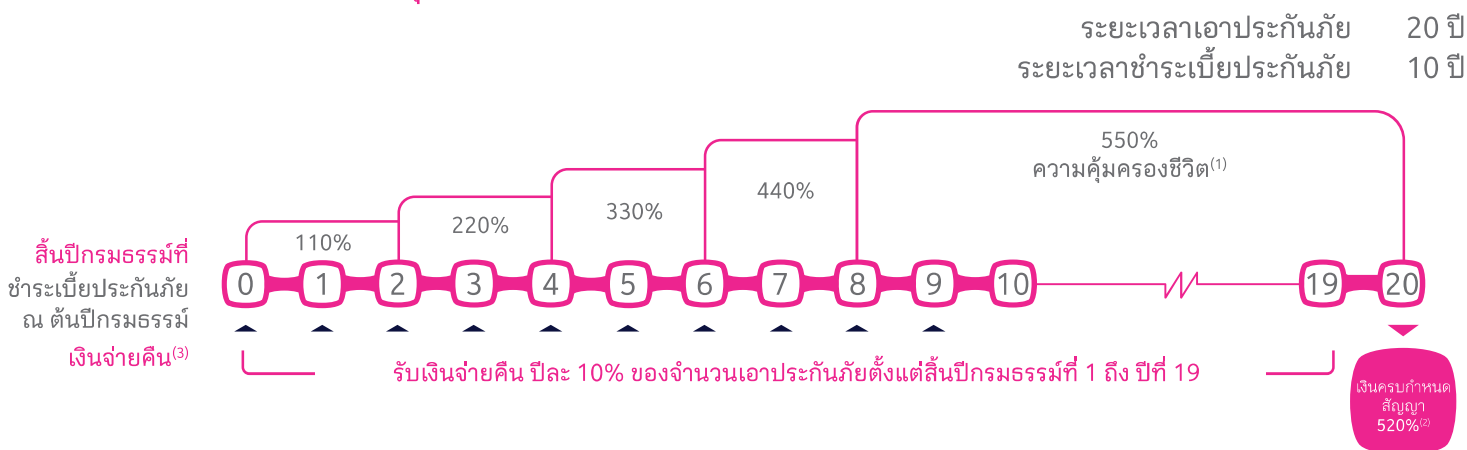 ระยะเวลาเอาประกันภัย 20 ปี
ระยะเวลาชำระเบี้ยประกันภัย 10 ปี
550%
ความคุ้มครองชีวิต(1)
440%
330%
220%
110%
สิ้นปีกรมธรรม์ที่
0 1 2 3 4 5 6 7 8 9 10 19 20
ชำระเบี้ยประกันภัย
ณ ต้นปีกรมธรรม์
เงินจ่ายคืน(3)
รับเงินจ่ายคืน ปีละ 10% ของจำนวนเอาประกันภัยตั้งแต่สิ้นปีกรมธรรม์ที่ 1 ถึง ปีที่ 19
เงินครบกำหนด
สัญญา
520%(2)